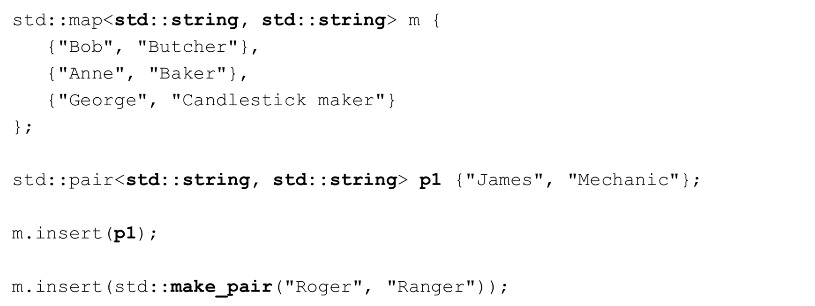 std::map<std::string, std::string> m {
   {"Bob", "Butcher"},
   {"Anne", "Baker"},
   {"George", "Candlestick maker"}
};
std::pair<std::string, std::string> p1 {"James", "Mechanic"};
m.insert(p1);
m.insert(std::make_pair("Roger", "Ranger"));